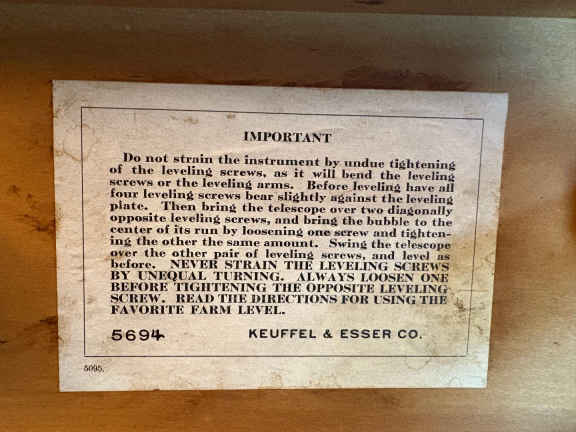 IMPORTANT
Do not strain the instrument by undue tightening
of the leveling screws, as it will bend the leveling
screws or the leveling arms. Before leveling have all
four leveling screws bear slightly against the leveling
plate. Then bring the telescope over two diagonally
opposite leveling screws, and bring the bubble to the
center of its run by loosening one screw and tighten-
ing the other the same amount. Swing the telescope
over the other pair of leveling screws, and level as
before. NEVER STRAIN THE LEVELING SCREWS
BY UNEQUAL TURNING. ALWAYS LOOSEN ONE
BEFORE TIGHTENING THE OPPOSITE LEVELING
SCREW. READ THE DIRECTIONS FOR USING THE
FAVORITE FARM LEVEL.
5694 KEUFFEL & ESSER CO.
5095.